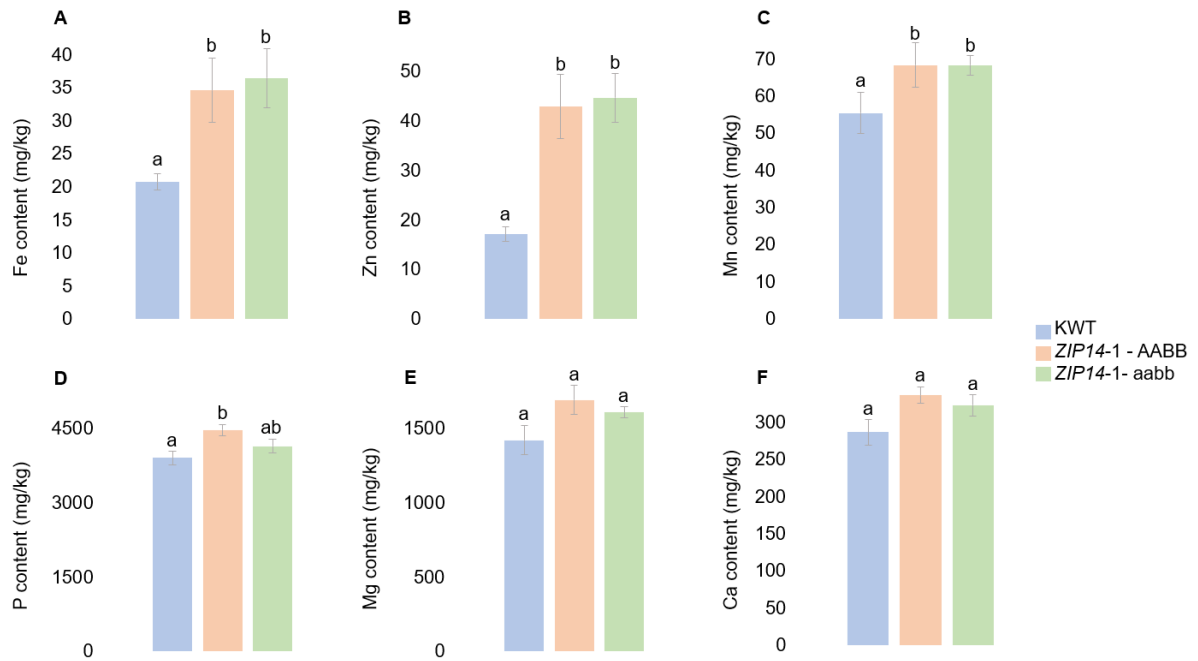 A
Fe content (mg/kg)
40
35
30
25
20
15
10
5
0
a
b
b
B
Zn content (mg/kg)
50
40
30
20
10
0
a
b
b
C
Mn content (mg/kg)
70
60
50
40
30
20
10
0
a
b
b
KWT
ZIP14-1 - AABB
ZIP14-1- aabb
D
P content (mg/kg)
4500
3000
1500
0
a
b
ab
E
Mg content (mg/kg)
1500
1000
500
0
a
a
a
F
Ca content (mg/kg)
300
250
200
150
100
50
0
a
a
a